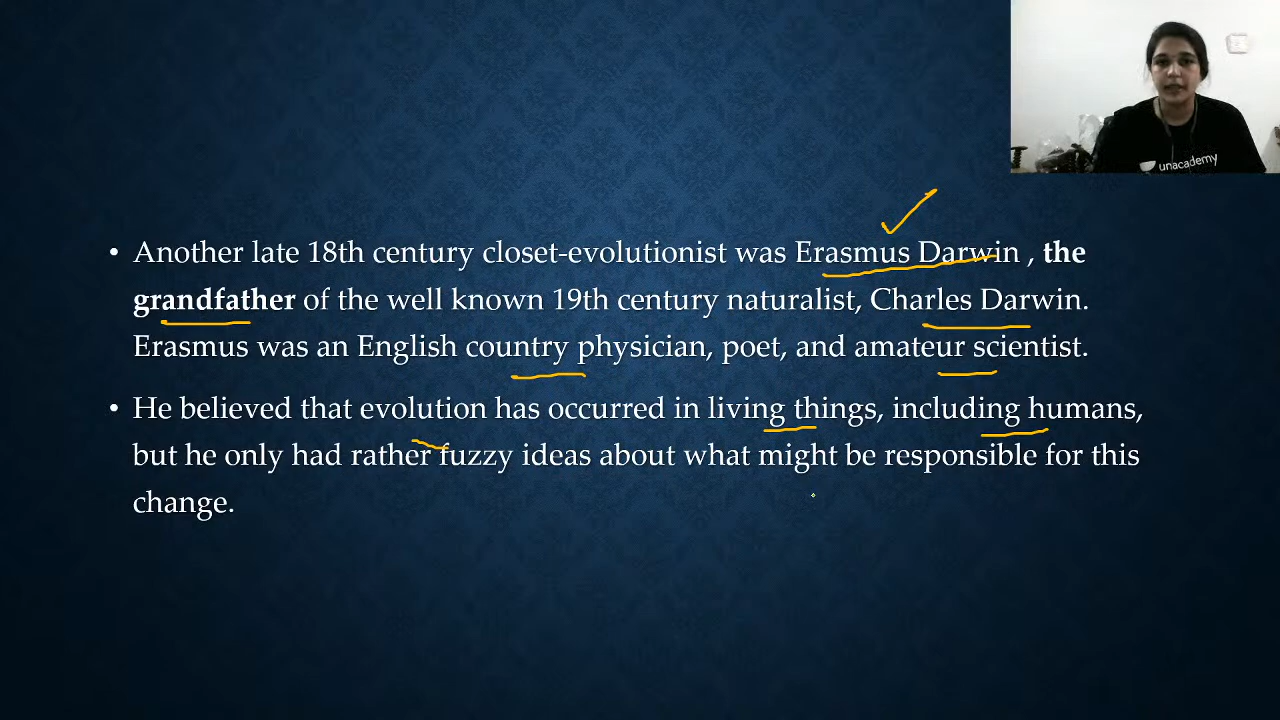 unacademy
• Another late 18th century closet-evolutionist was Erasmus Darwin , the
grandfather of the well known 19th century naturalist, Charles Darwin.
Erasmus was an English country physician, poet, and amateur scientist.
• He believed that evolution has occurred in living things, including humans,
but he only had rather fuzzy ideas about what might be responsible for this
change.